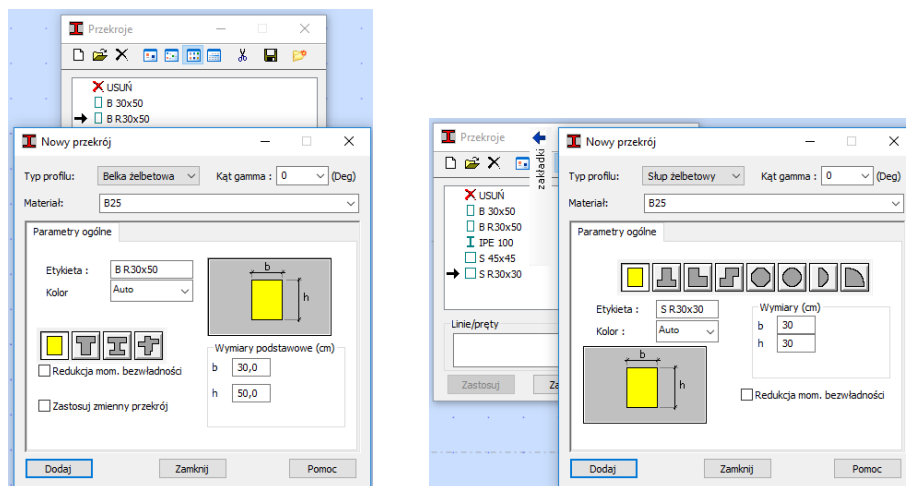 Przekroje
USUŃ
B 30x50
B R30x50
Nowy przekrój
Typ profilu: Belka żelbetowa Kąt gamma : 0 (Deg)
Materiał: B25
Parametry ogólne
Etykieta : B R30x50
Kolor Auto
b
h
Redukcja mom. bezwładności
Zastosuj zmienny przekrój
Wymiary podstawowe (cm)
b 30,0
h 50,0
Dodaj Zamknij Pomoc
Przekroje
zakładki
USUŃ
B 30x50
B R30x50
IPE 100
S 45x45
S R30x30
Linie/pręty
Zastosuj Za
Nowy przekrój
Typ profilu: Słup żelbetowy Kąt gamma : 0 (Deg)
Materiał: B25
Parametry ogólne
Etykieta : S R30x30
Kolor : Auto
b
h
Wymiary (cm)
b 30
h 30
Redukcja mom. bezwładności
Dodaj Zamknij Pomoc